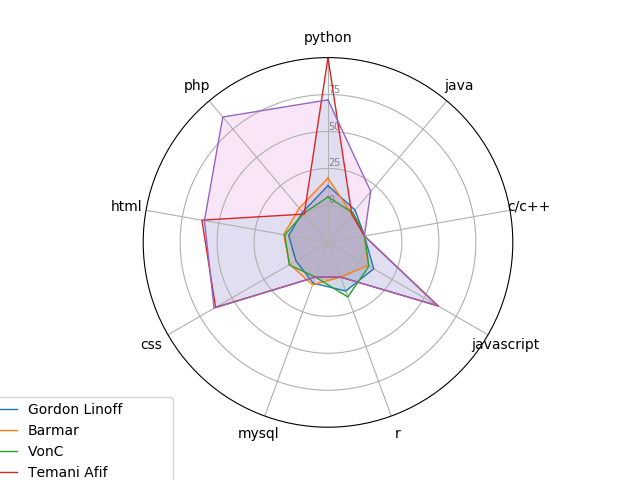 python
php
java
75
50
25
0
html
c/c++
css
javascript
mysql
r
Gordon Linoff
Barmar
VonC
Temani Afif